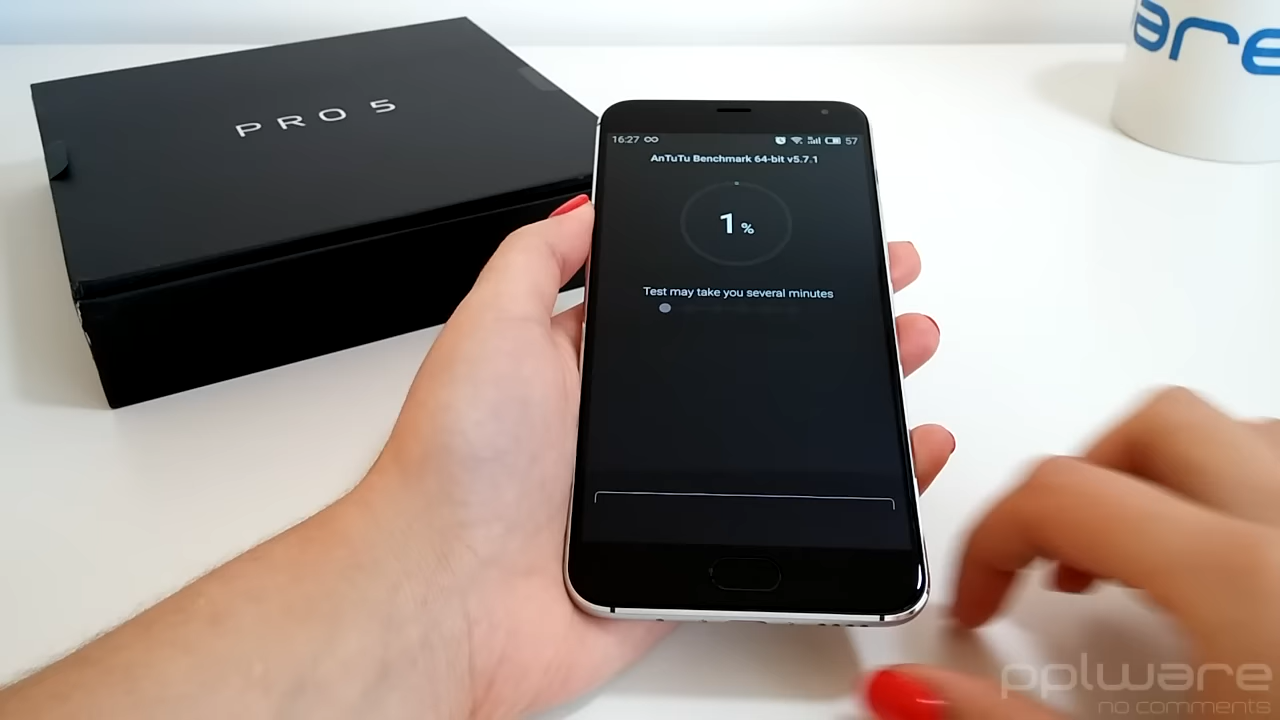 PRO 5
are
16:27 57
AnTuTu Benchmark 64-bit v5.7.1
1 %
Test may take you several minutes
pplware
no comments